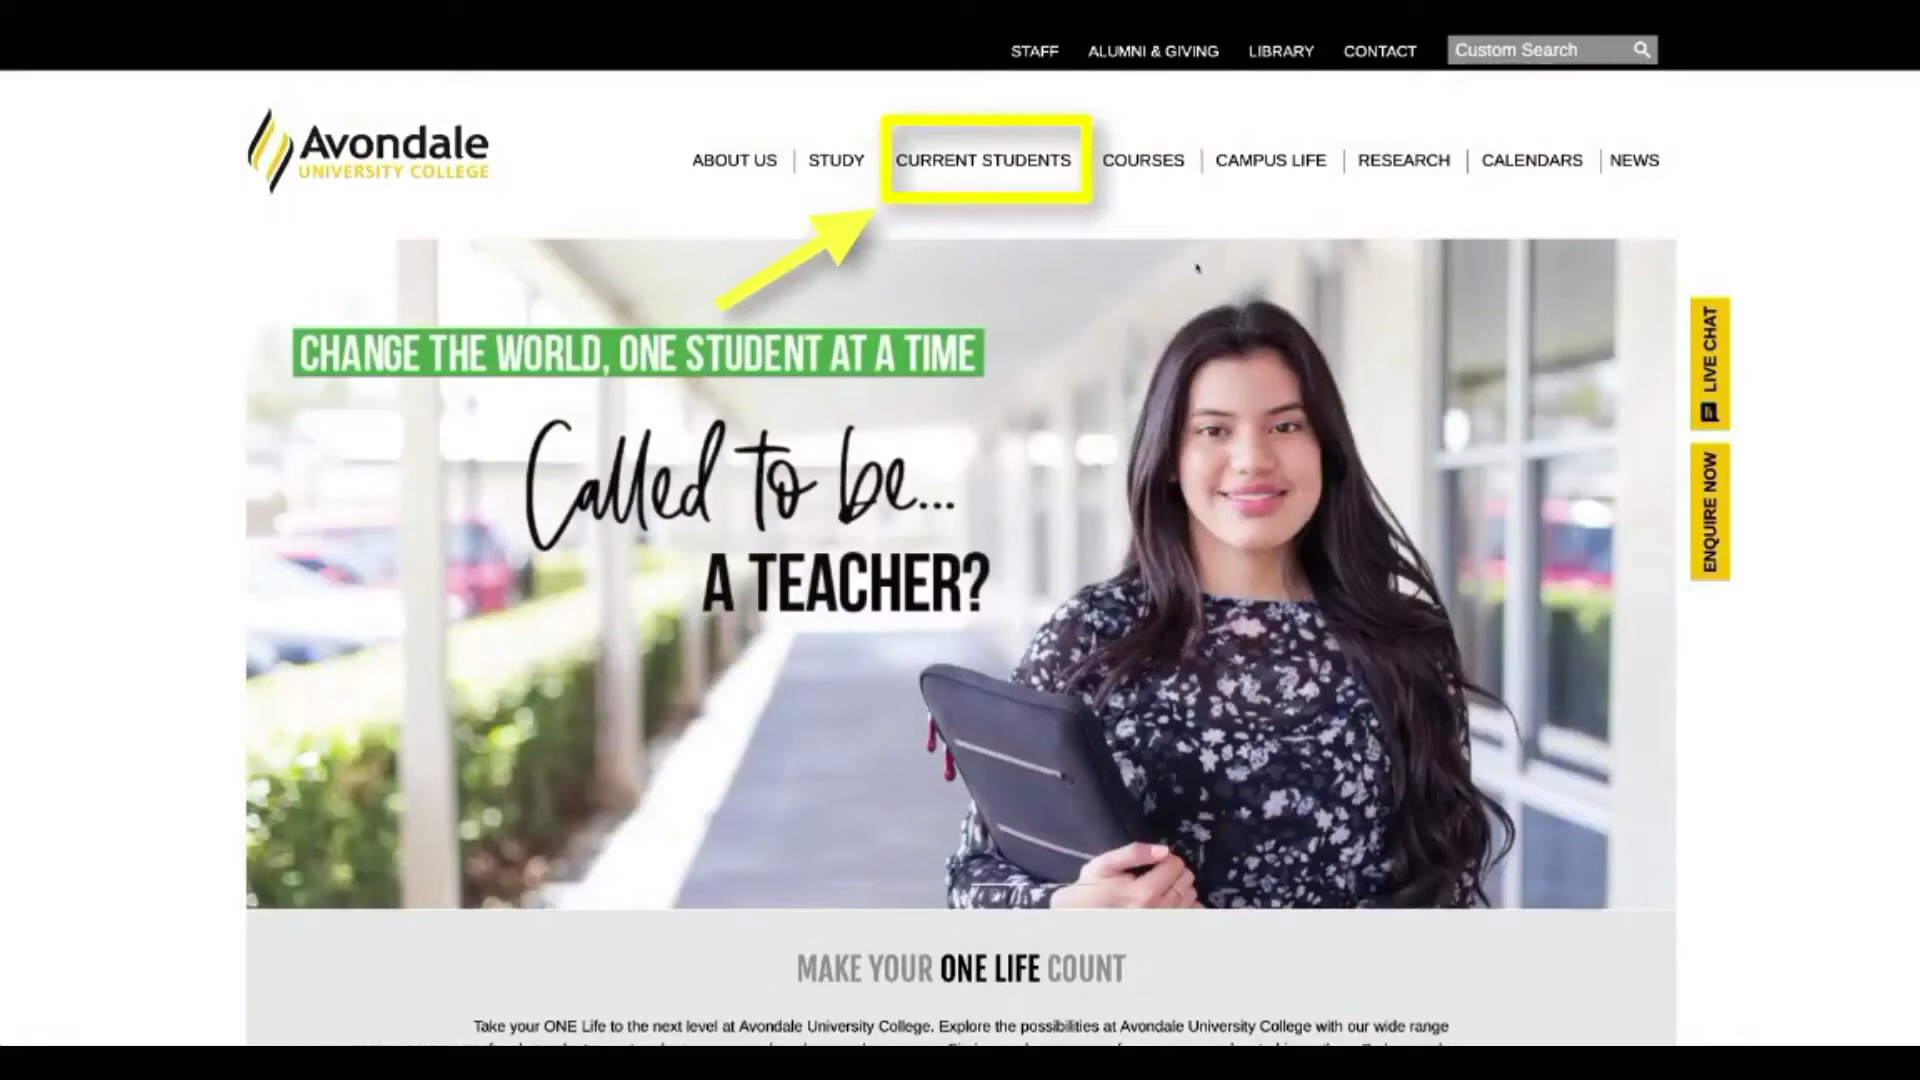 STAFF ALUMNI & GIVING LIBRARY CONTACT Custom Search
Avondale
UNIVERSITY COLLEGE
ABOUT US STUDY CURRENT STUDENTS COURSES CAMPUS LIFE RESEARCH CALENDARS NEWS
CHANGE THE WORLD, ONE STUDENT AT A TIME
Called to be...
A TEACHER?
LIVE CHAT
ENQUIRE NOW
MAKE YOUR ONE LIFE COUNT
Take your ONE Life to the next level at Avondale University College. Explore the possibilities at Avondale University College with our wide range